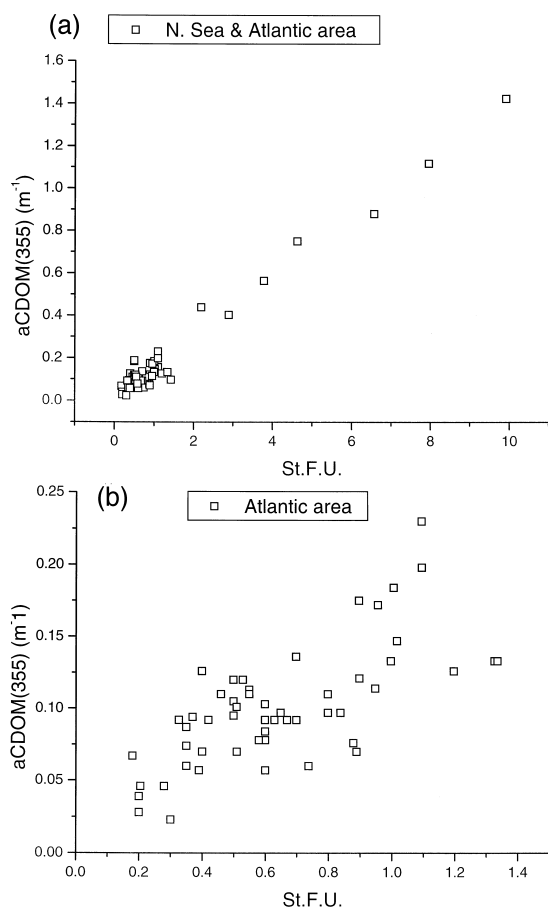 (a)
N. Sea & Atlantic area
1.6
1.4
1.2
1.0
0.8
0.6
0.4
0.2
0.0
aCDOM(355) (m⁻¹)
0 2 4 6 8 10
St.F.U.
(b)
Atlantic area
0.25
0.20
0.15
0.10
0.05
0.00
aCDOM(355) (m⁻1)
0.0 0.2 0.4 0.6 0.8 1.0 1.2 1.4
St.F.U.